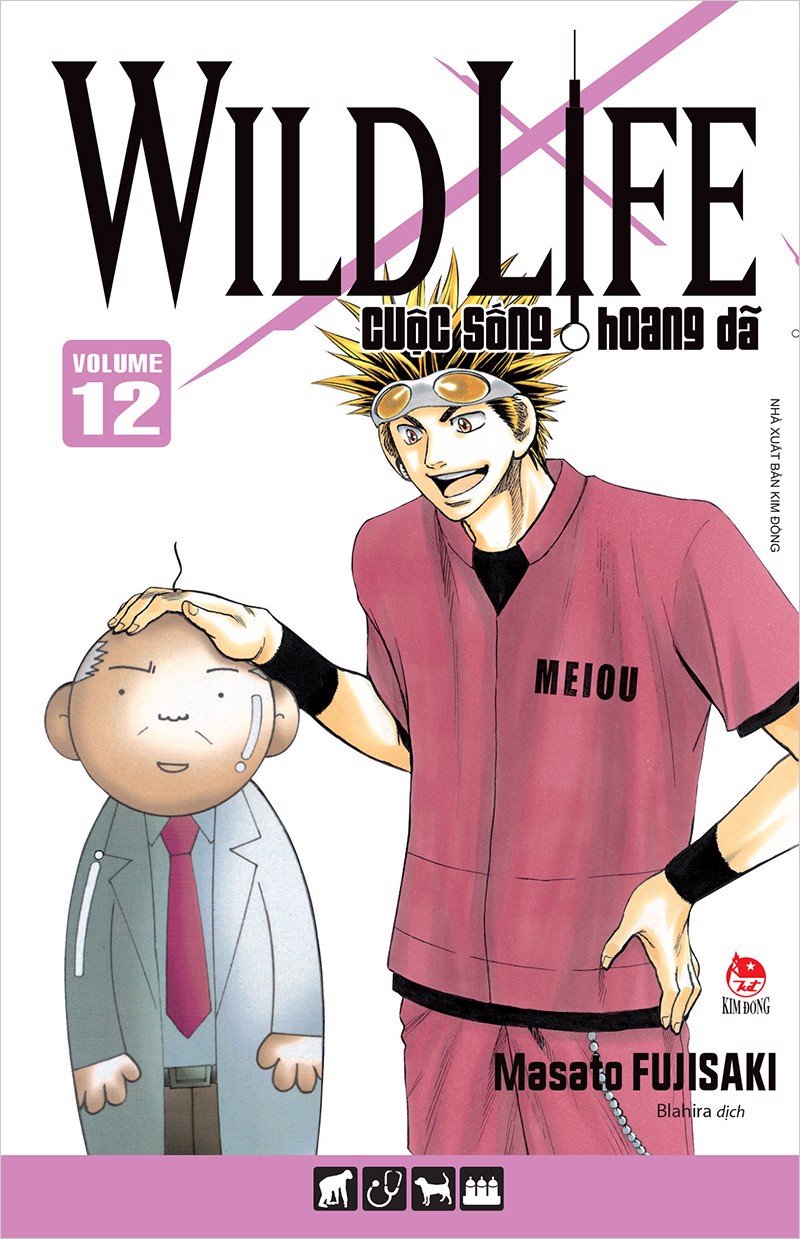 WILD LIFE
cuộc sống hoang dã
VOLUME
12
NHÀ XUẤT BẢN KIM ĐỒNG
MEIOU
KIM ĐỒNG
Masato FUJISAKI
Blahira dịch